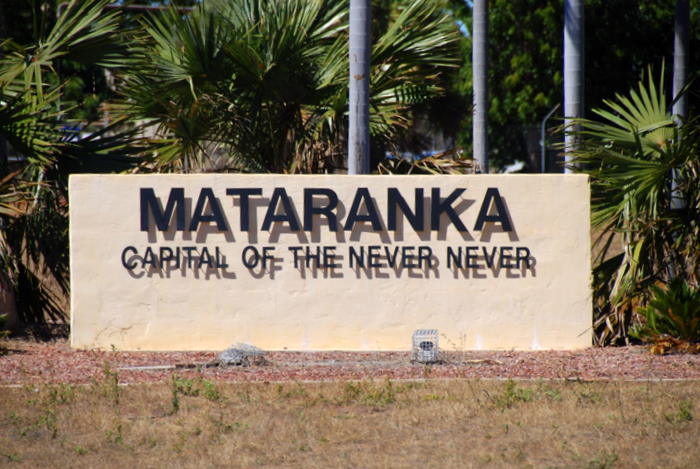 MATARANKA
CAPITAL OF THE NEVER NEVER